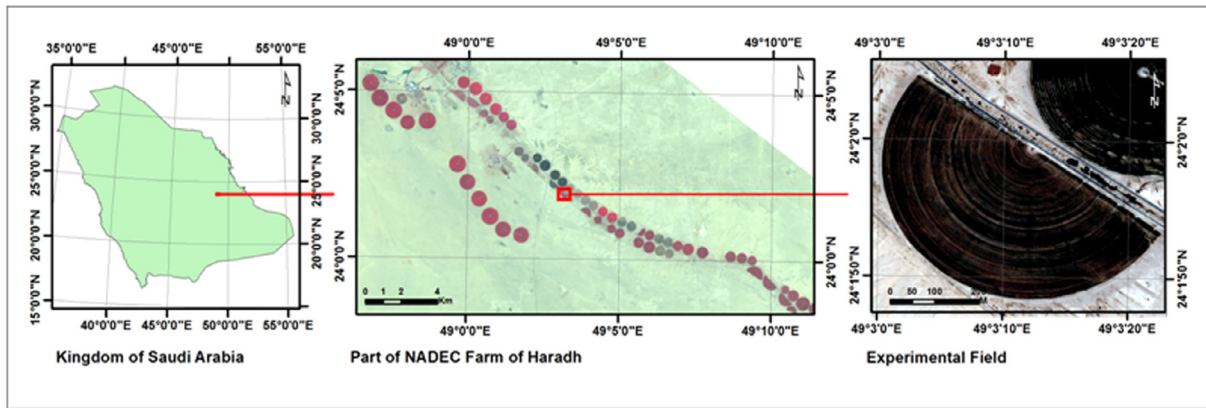 35°0'0"E 45°0'0"E 55°0'0"E
30°0'0"N
25°0'0"N
20°0'0"N
15°0'0"N
30°0'0"N
25°0'0"N
20°0'0"N
40°0'0"E 45°0'0"E 50°0'0"E 55°0'0"E
N
Kingdom of Saudi Arabia
49°0'0"E 49°5'0"E 49°10'0"E
24°5'0"N
24°0'0"N
24°5'0"N
24°0'0"N
N
0 1 2 4
Km
49°0'0"E 49°5'0"E 49°10'0"E
Part of NADEC Farm of Haradh
49°3'0"E 49°3'10"E 49°3'20"E
24°2'0"N
24°1'50"N
24°2'0"N
24°1'50"N
N
0 50 100
M
49°3'0"E 49°3'10"E 49°3'20"E
Experimental Field